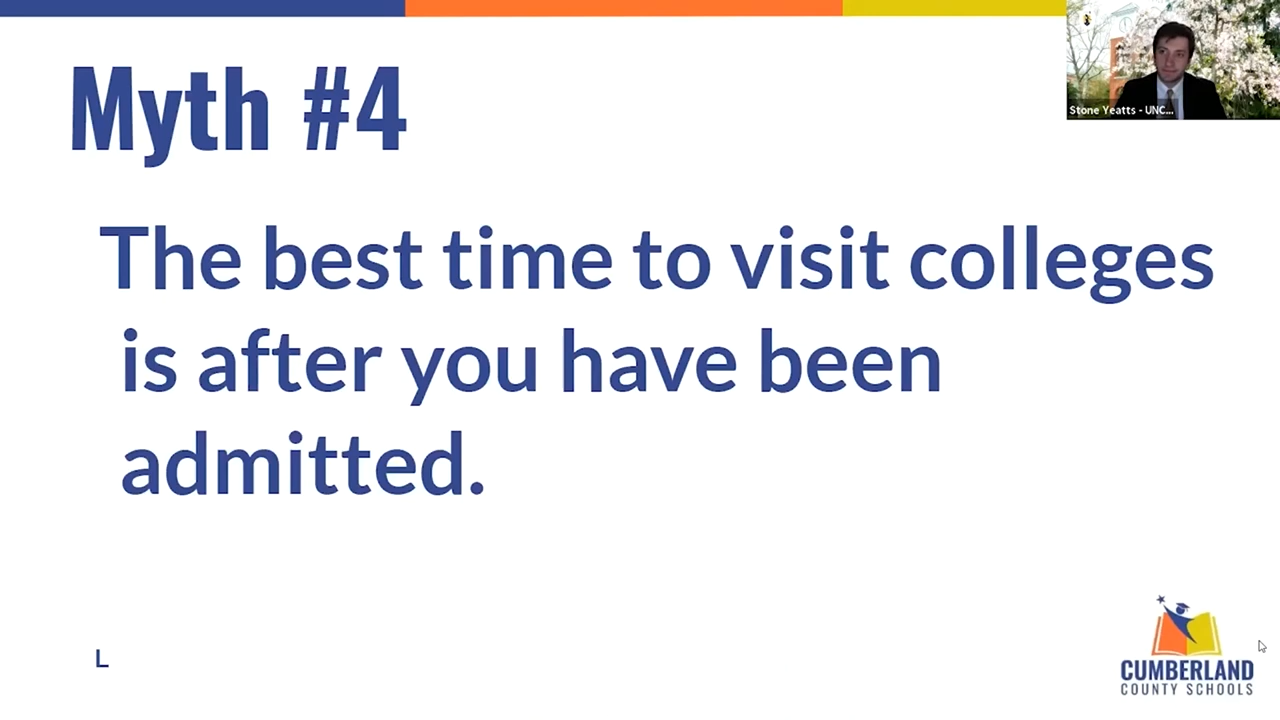 Myth #4
Stone Yeatts - UNC...
The best time to visit colleges
is after you have been
admitted.
L
CUMBERLAND
COUNTY SCHOOLS